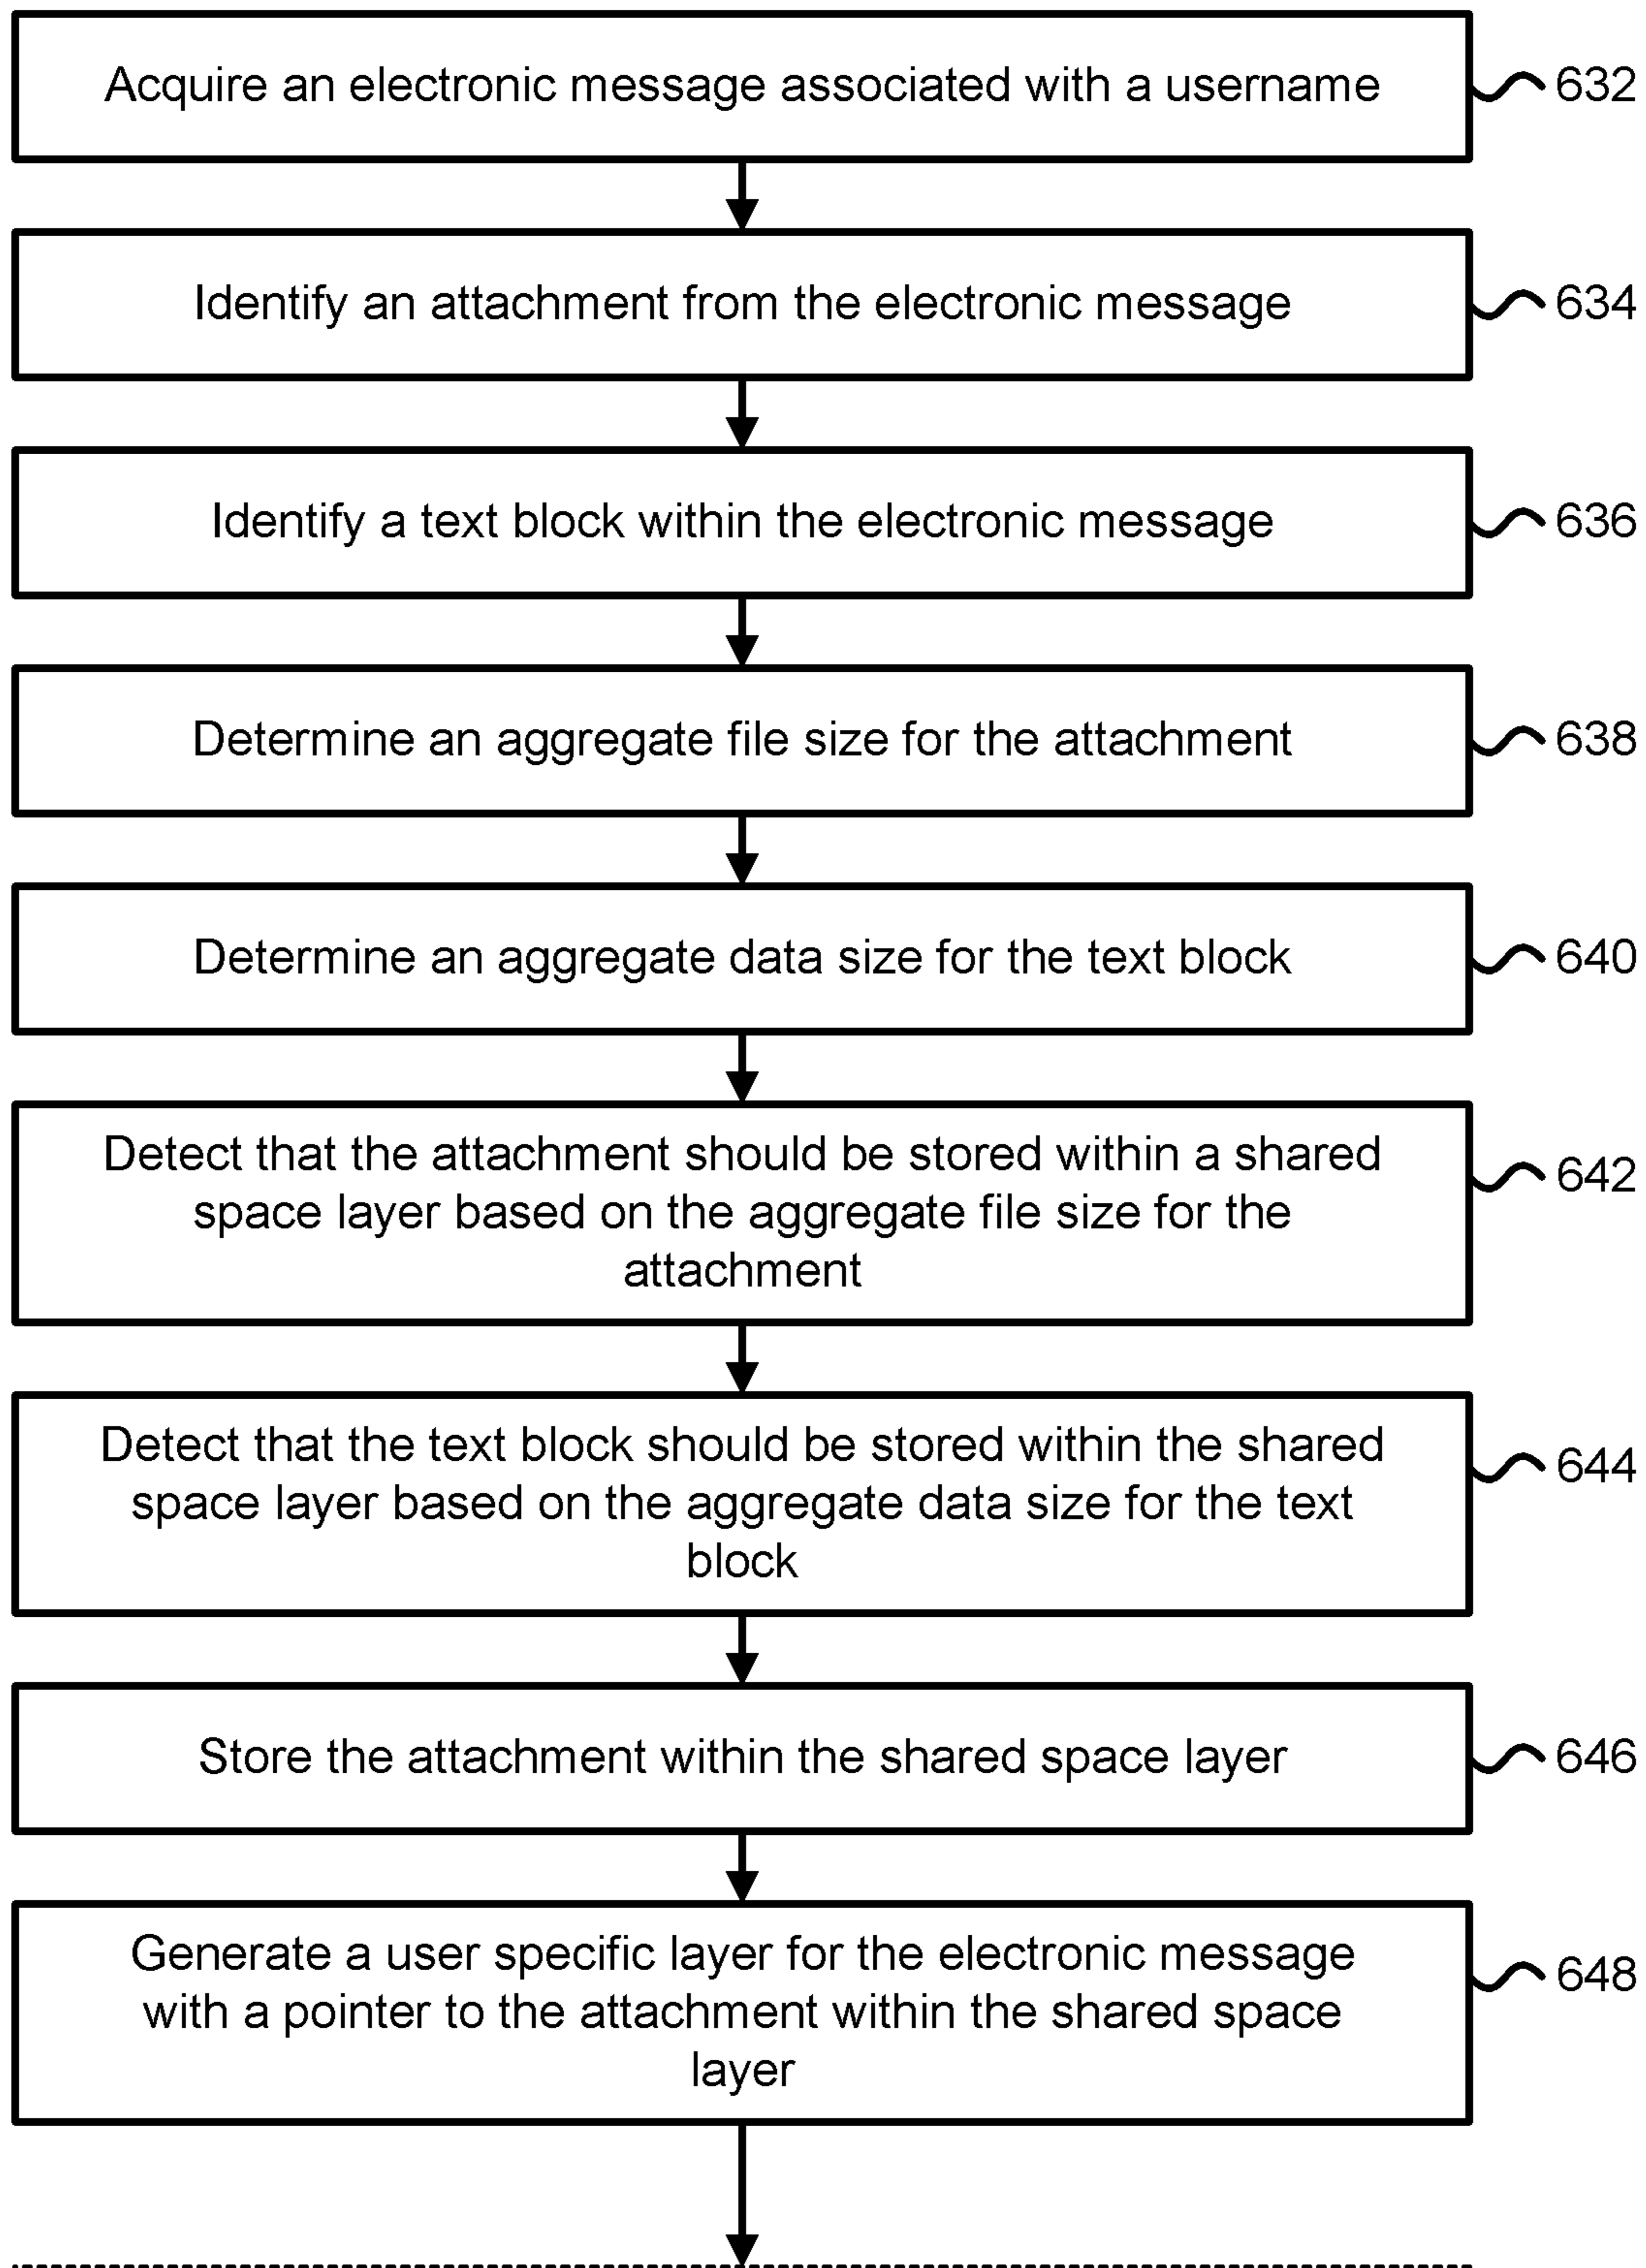 Acquire an electronic message associated with a username
632
Identify an attachment from the electronic message
634
Identify a text block within the electronic message
636
Determine an aggregate file size for the attachment
638
Determine an aggregate data size for the text block
640
Detect that the attachment should be stored within a shared
space layer based on the aggregate file size for the
attachment
642
Detect that the text block should be stored within the shared
space layer based on the aggregate data size for the text
block
644
Store the attachment within the shared space layer
646
Generate a user specific layer for the electronic message
with a pointer to the attachment within the shared space
layer
648